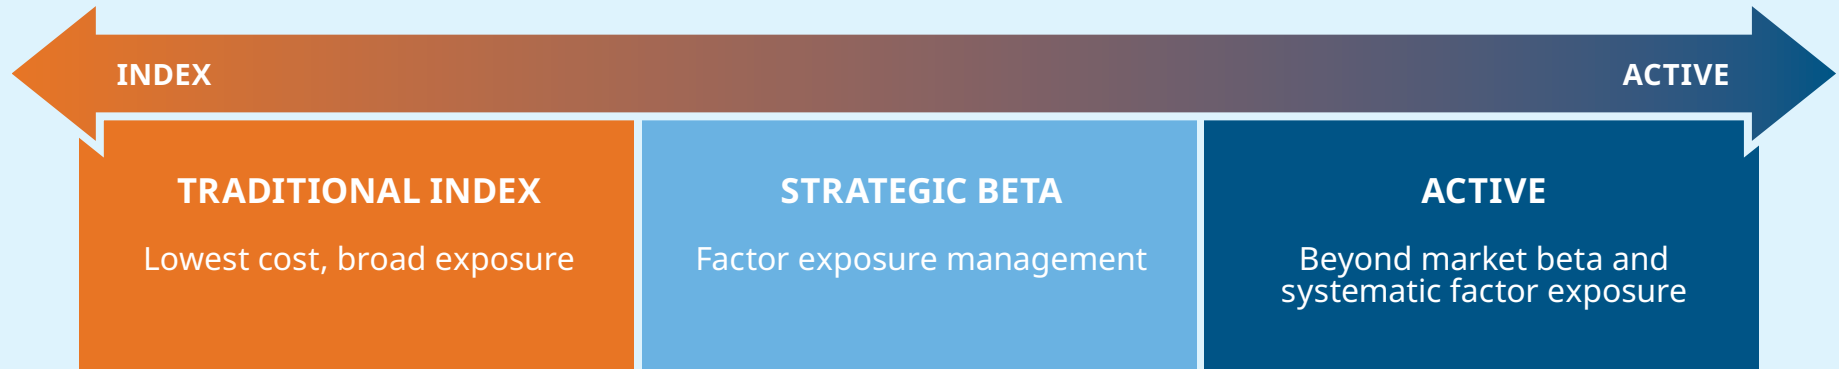 INDEX
ACTIVE
TRADITIONAL INDEX
Lowest cost, broad exposure
STRATEGIC BETA
Factor exposure management
ACTIVE
Beyond market beta and
systematic factor exposure